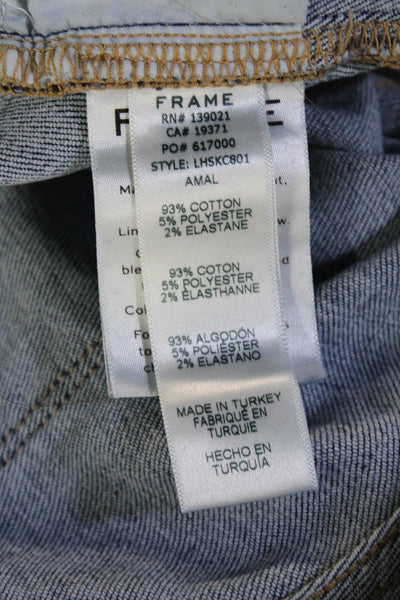 FRAME
RN# 139021
CA# 19371
PO# 617000
STYLE: LHSKC801
AMAL
93% COTTON
5% POLYESTER
2% ELASTANE
93% COTON
5% POLYESTER
2% ÉLASTHANNE
93% ALGODÓN
5% POLIÉSTER
2% ELASTANO
MADE IN TURKEY
FABRIQUÉ EN
TURQUIE
HECHO EN
TURQUÍA